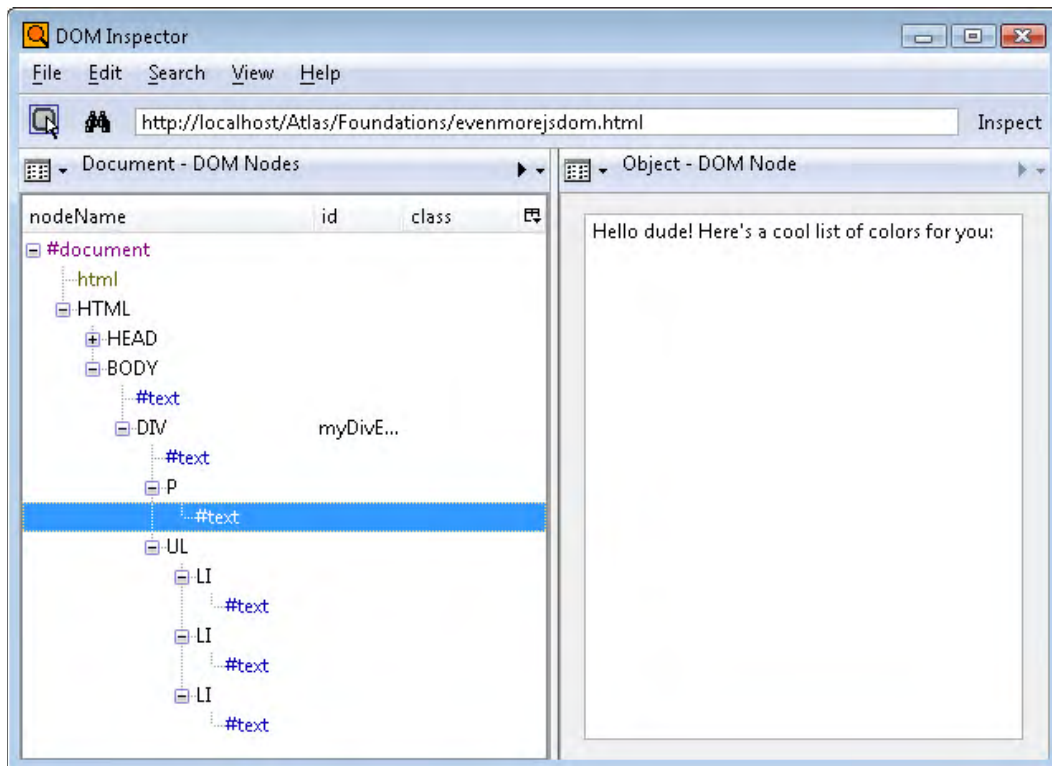 DOM Inspector
File Edit Search View Help
http://localhost/Atlas/Foundations/evenmorejsdom.html Inspect
Document - DOM Nodes
Object - DOM Node
nodeName id class
#document
html
HTML
HEAD
BODY
#text
DIV myDivE...
#text
P
#text
UL
LI
#text
LI
#text
LI
#text
Hello dude! Here's a cool list of colors for you: